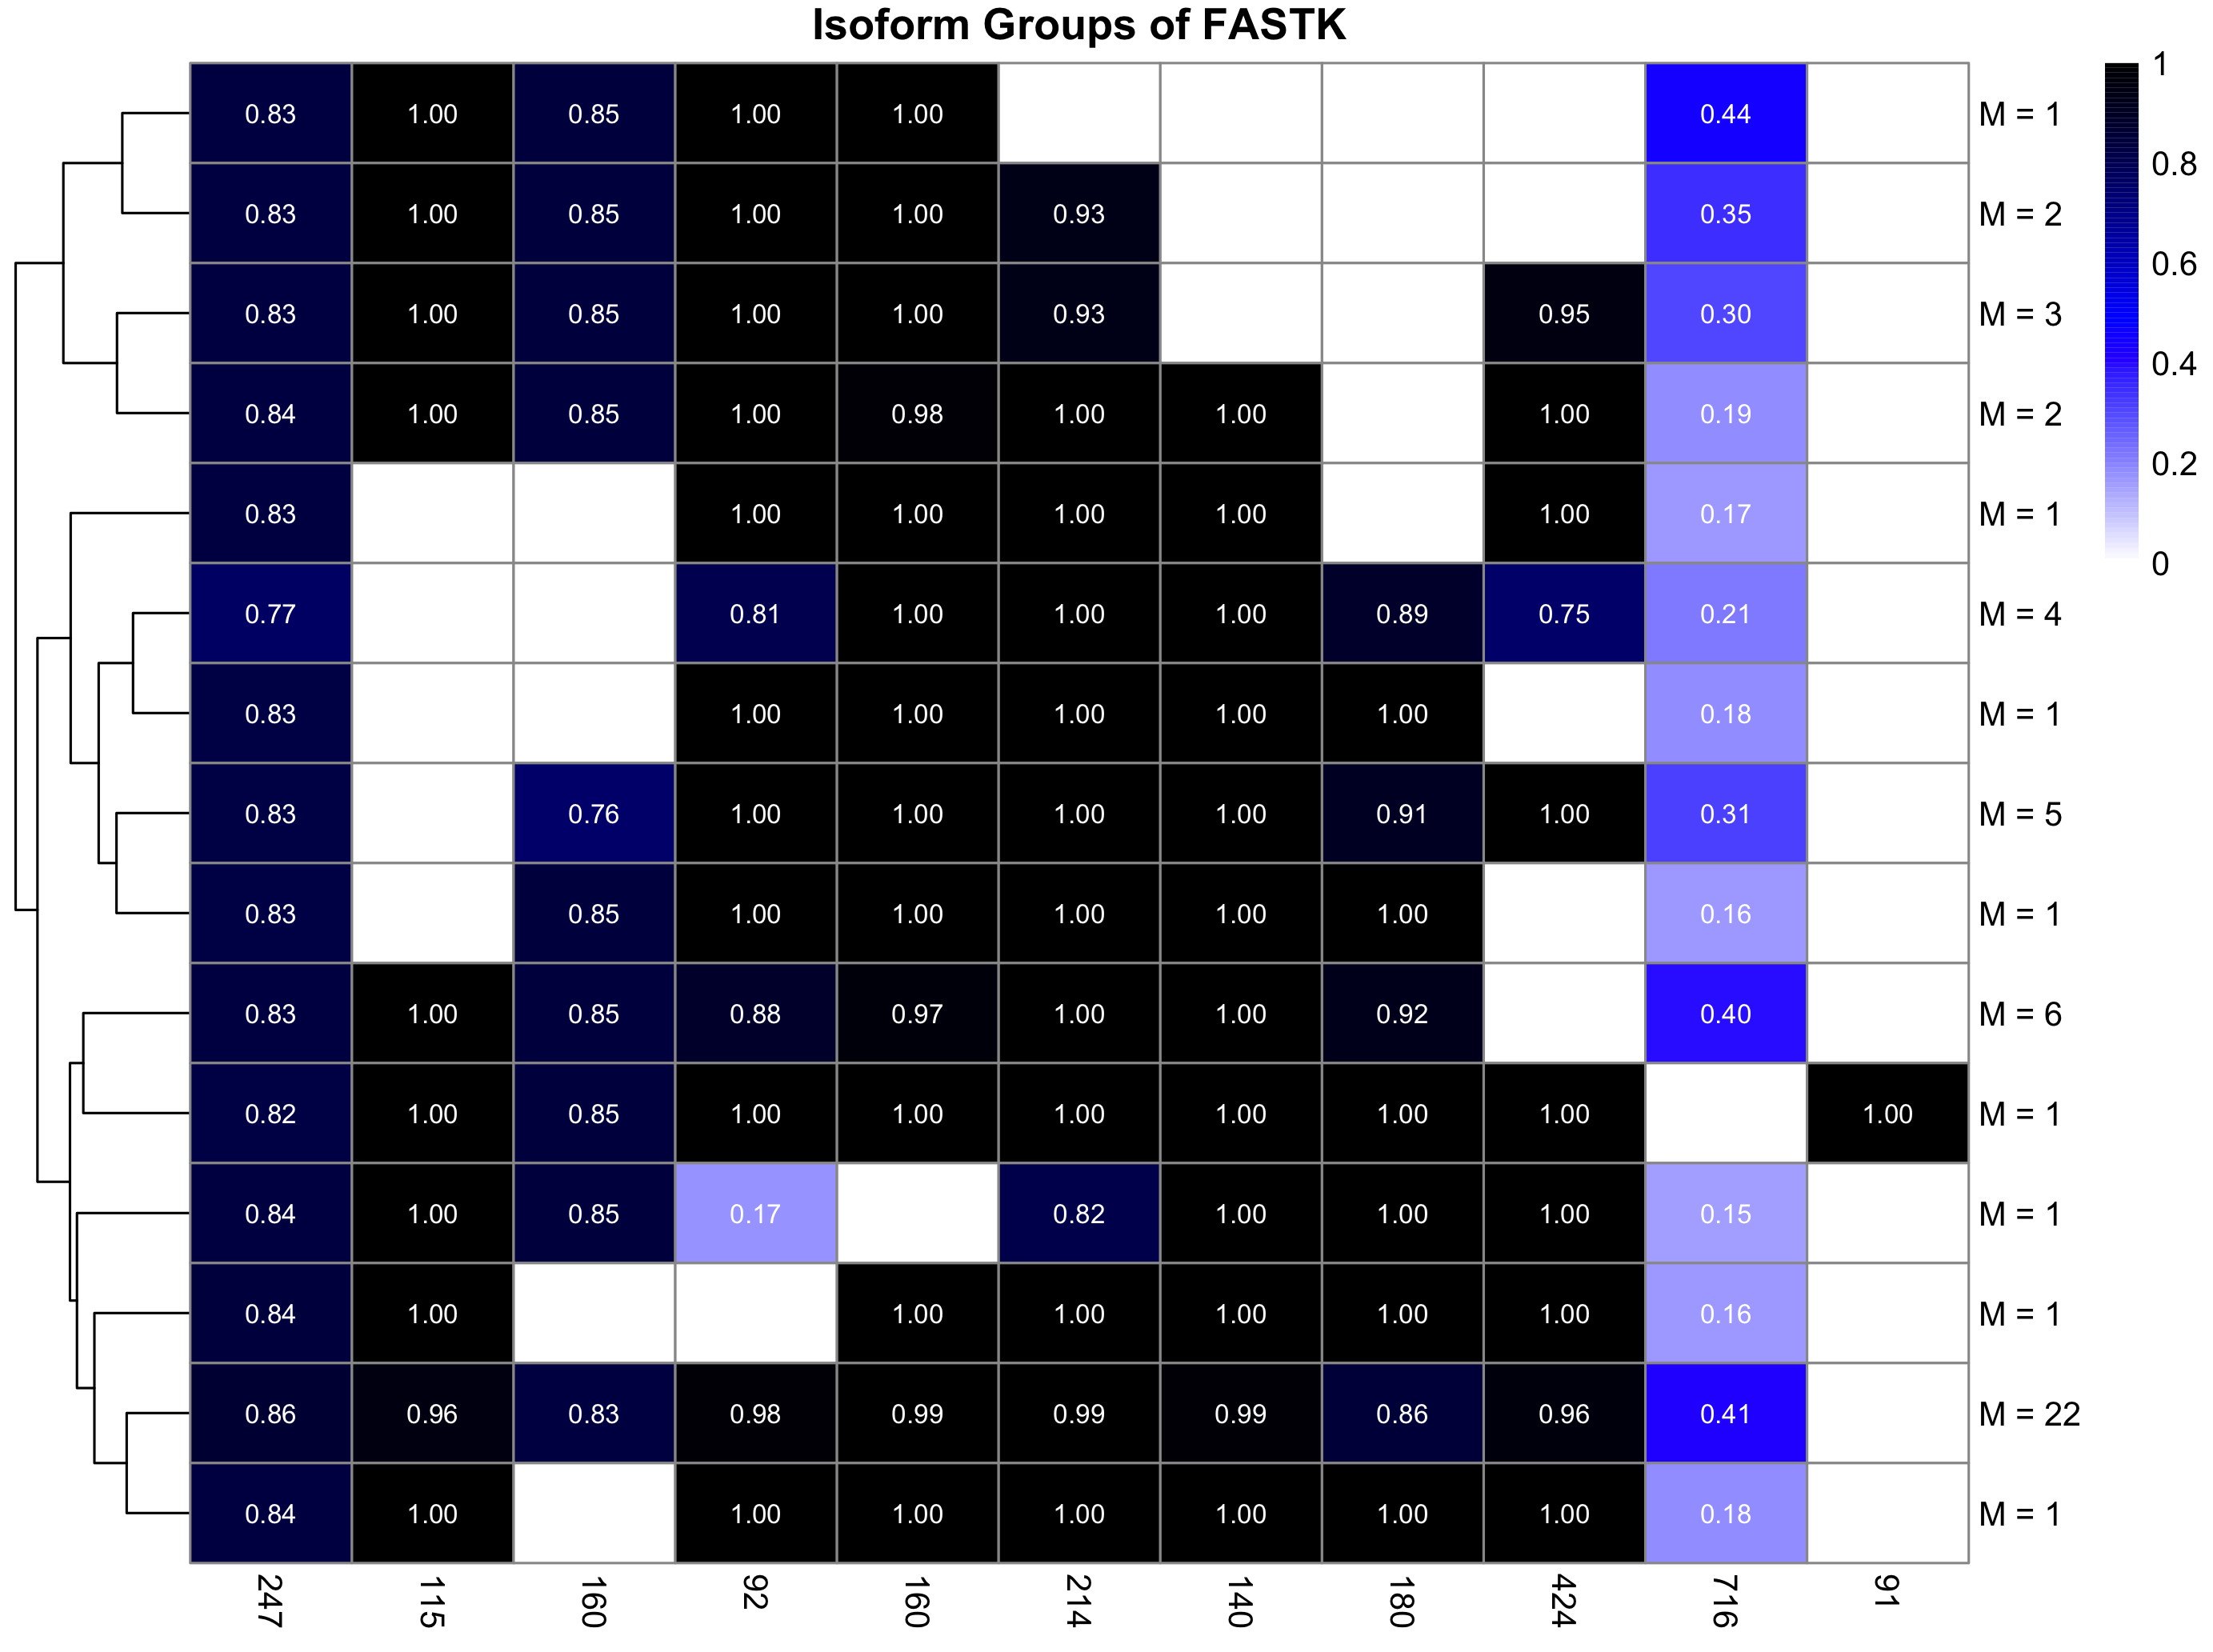 Isoform Groups of FASTK
0.83 1.00 0.85 1.00 1.00 0.44 M = 1
0.83 1.00 0.85 1.00 1.00 0.93 0.35 M = 2
0.83 1.00 0.85 1.00 1.00 0.93 0.95 0.30 M = 3
0.84 1.00 0.85 1.00 0.98 1.00 1.00 1.00 0.19 M = 2
0.83 1.00 1.00 1.00 1.00 1.00 0.17 M = 1
0.77 0.81 1.00 1.00 1.00 0.89 0.75 0.21 M = 4
0.83 1.00 1.00 1.00 1.00 1.00 0.18 M = 1
0.83 0.76 1.00 1.00 1.00 1.00 0.91 1.00 0.31 M = 5
0.83 0.85 1.00 1.00 1.00 1.00 1.00 0.16 M = 1
0.83 1.00 0.85 0.88 0.97 1.00 1.00 0.92 0.40 M = 6
0.82 1.00 0.85 1.00 1.00 1.00 1.00 1.00 1.00 1.00 M = 1
0.84 1.00 0.85 0.17 0.82 1.00 1.00 1.00 0.15 M = 1
0.84 1.00 1.00 1.00 1.00 1.00 1.00 0.16 M = 1
0.86 0.96 0.83 0.98 0.99 0.99 0.99 0.86 0.96 0.41 M = 22
0.84 1.00 1.00 1.00 1.00 1.00 1.00 1.00 0.18 M = 1
247 115 160 92 160 214 140 180 424 716 91
1
0.8
0.6
0.4
0.2
0